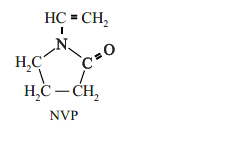 HC = CH₂
N
O
H₂C
C
H₂C — CH₂
NVP